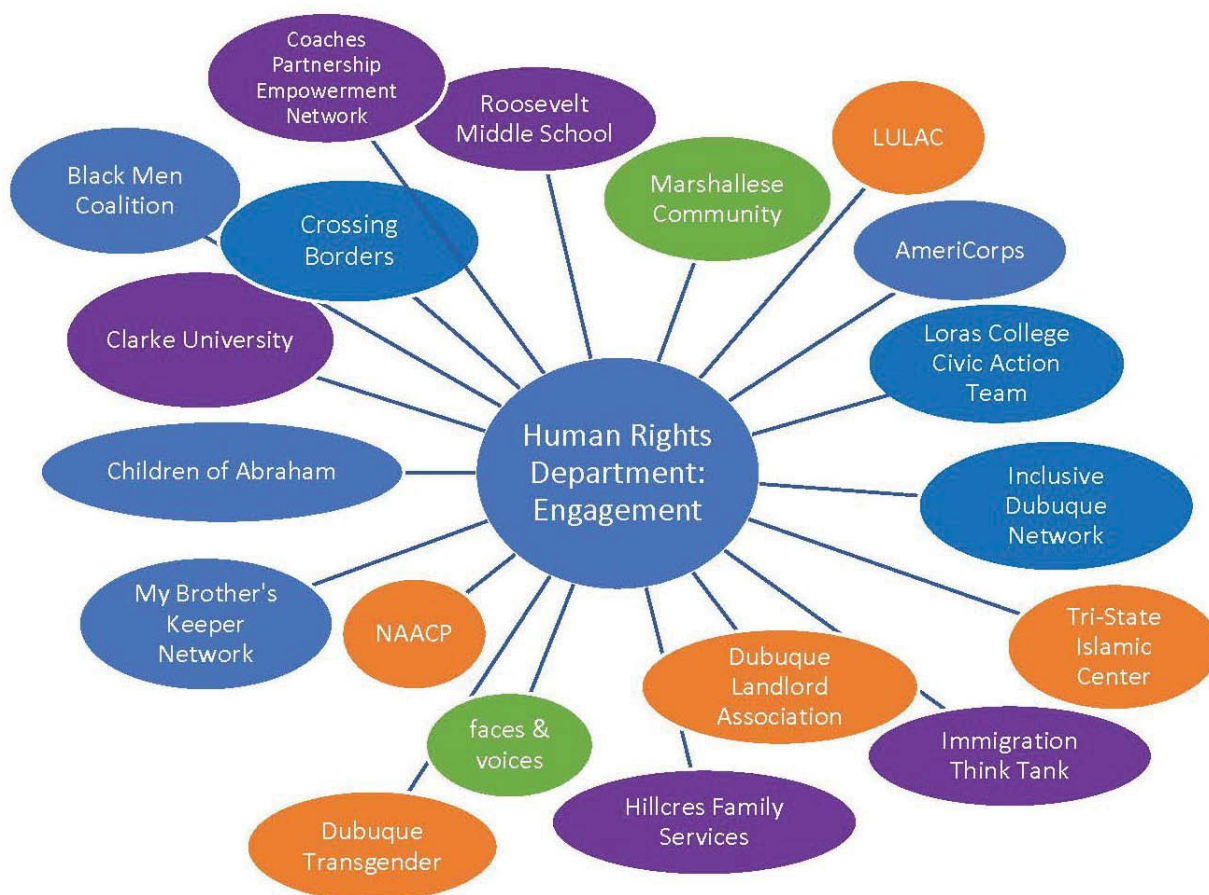 Coaches
Partnership
Empowerment
Network
Roosevelt
Middle School
LULAC
Marshallese
Community
Black Men
Coalition
Crossing
Borders
AmeriCorps
Clarke University
Loras College
Civic Action
Team
Human Rights
Department:
Engagement
Children of Abraham
Inclusive
Dubuque
Network
My Brother's
Keeper
Network
NAACP
Tri-State
Islamic
Center
Dubuque
Landlord
Association
faces &
voices
Immigration
Think Tank
Hillcres Family
Services
Dubuque
Transgender